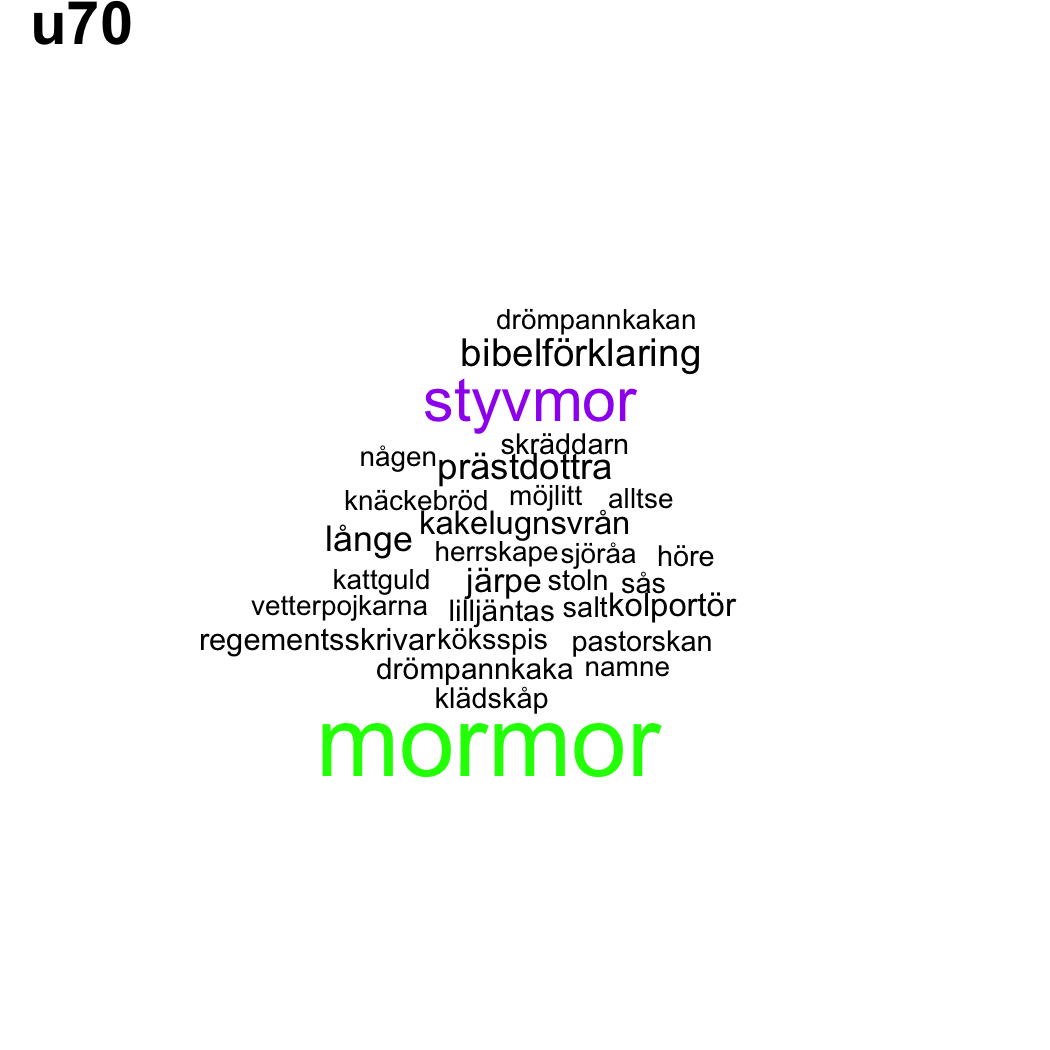 u70
drömpannkakan
bibelförklaring
styvmor
skräddarn
någen prästdottra
knäckebröd möjlitt alltse
kakelugnsvrån
långe herrskape sjöråa höre
kattguld järpe stoln sås
vetterpojkarna lilljäntas salt kolportör
regementsskrivar köksspis pastorskan
drömpannkaka namne
klädskåp
mormor